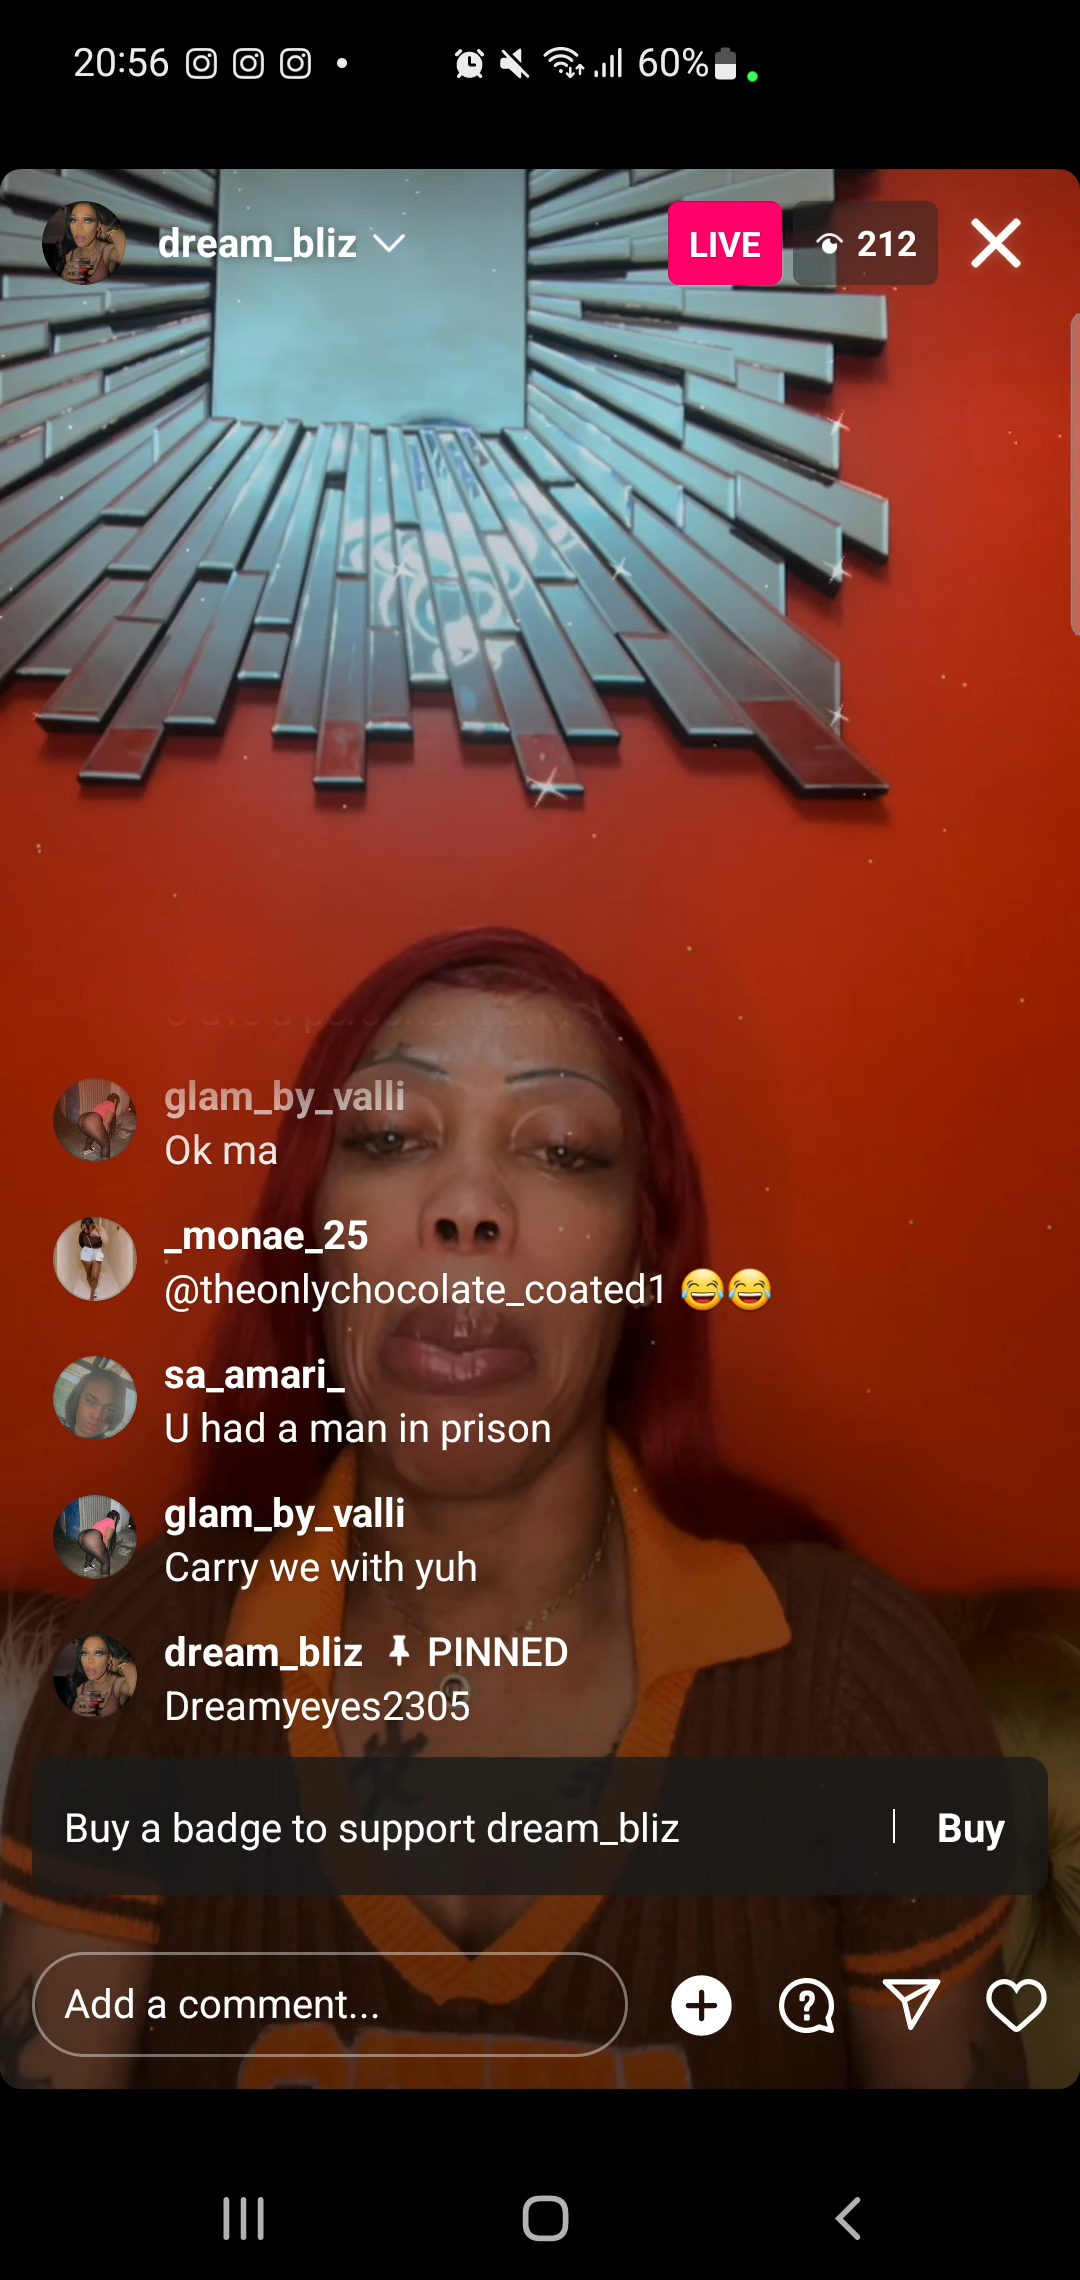 20:56
60%
dream_bliz
LIVE
212
glam_by_valli
Ok ma
_monae_25
@theonlychocolate_coated1 😂😂
sa_amari_
U had a man in prison
glam_by_valli
Carry we with yuh
dream_bliz PINNED
Dreamyeyes2305
Buy a badge to support dream_bliz | Buy
Add a comment...